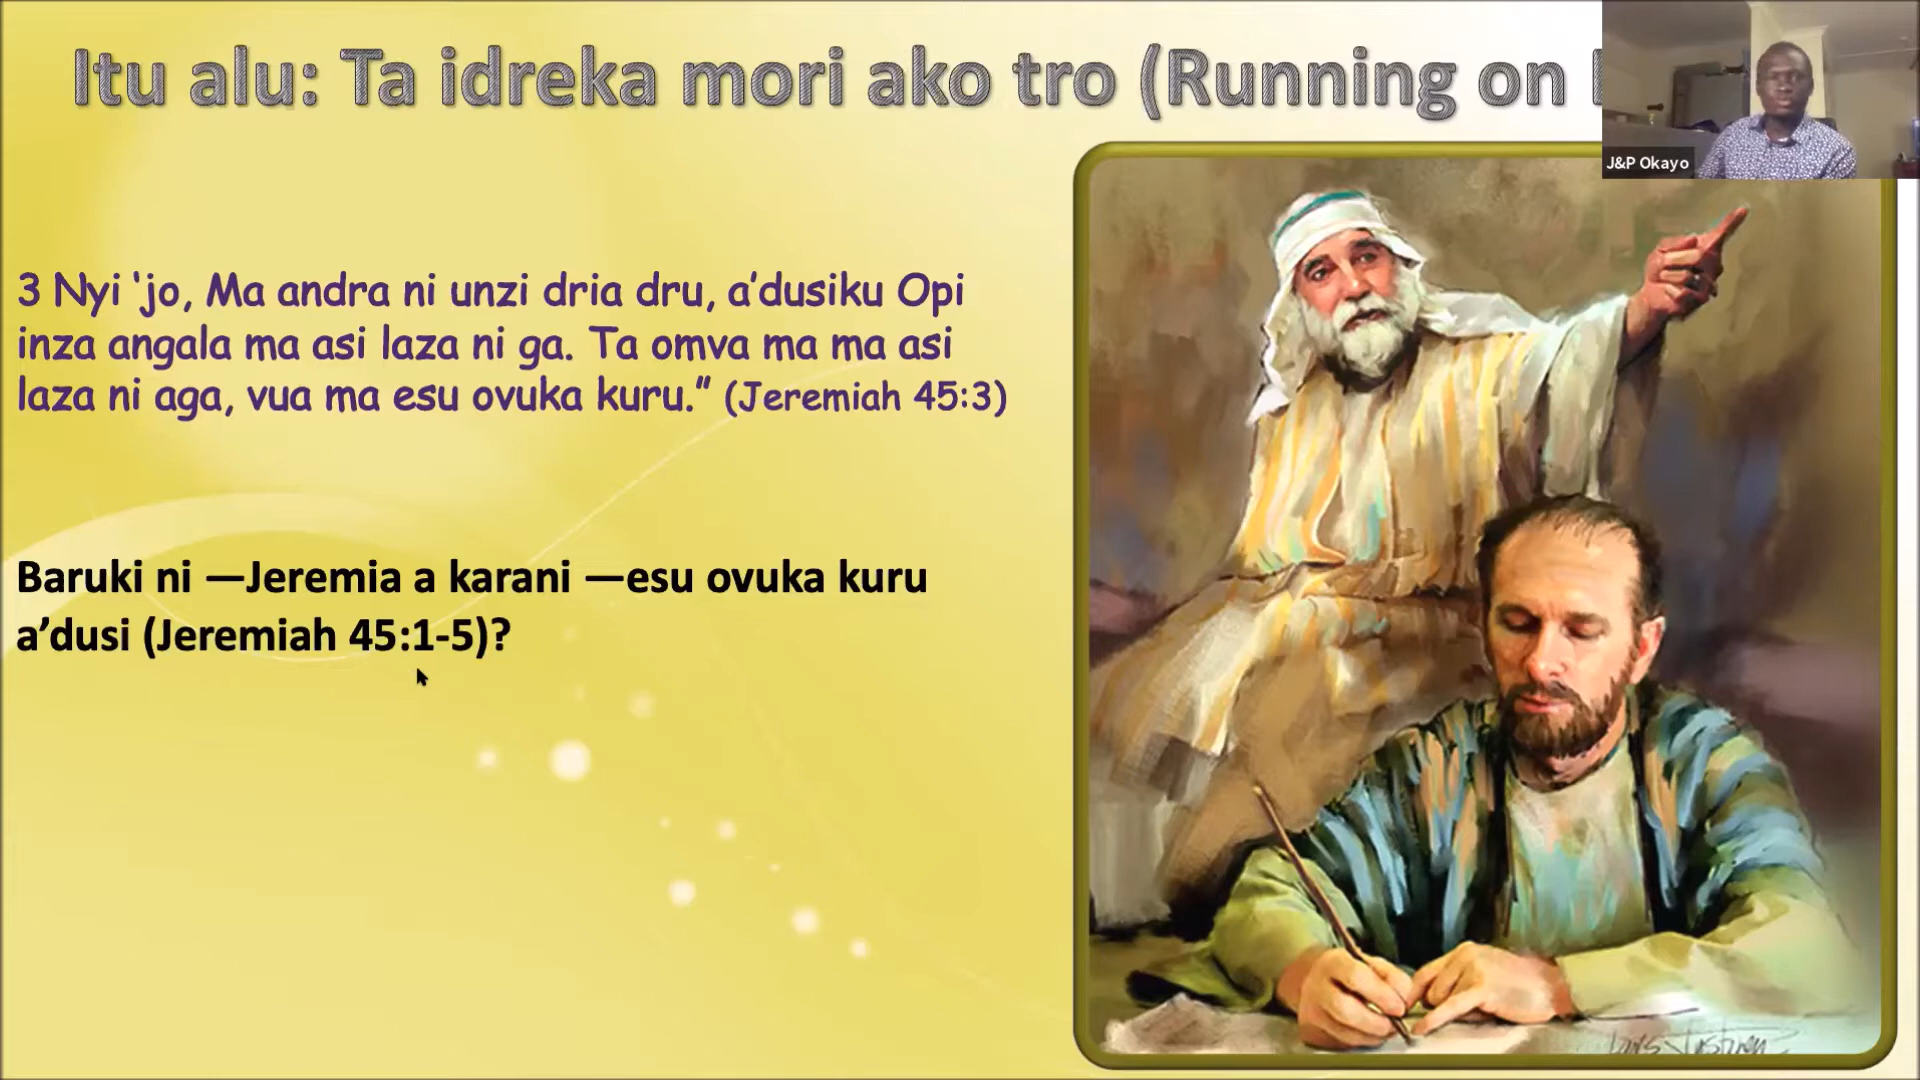 Itu alu: Ta idreka mori ako tro (Running on
J&P Okayo
3 Nyi 'jo, Ma andra ni unzi dria dru, a’dusiku Opi
inza angala ma asi laza ni ga. Ta omva ma ma asi
laza ni aga, vua ma esu ovuka kuru.” (Jeremiah 45:3)
Baruki ni —Jeremia a karani —esu ovuka kuru
a’dusi (Jeremiah 45:1-5)?